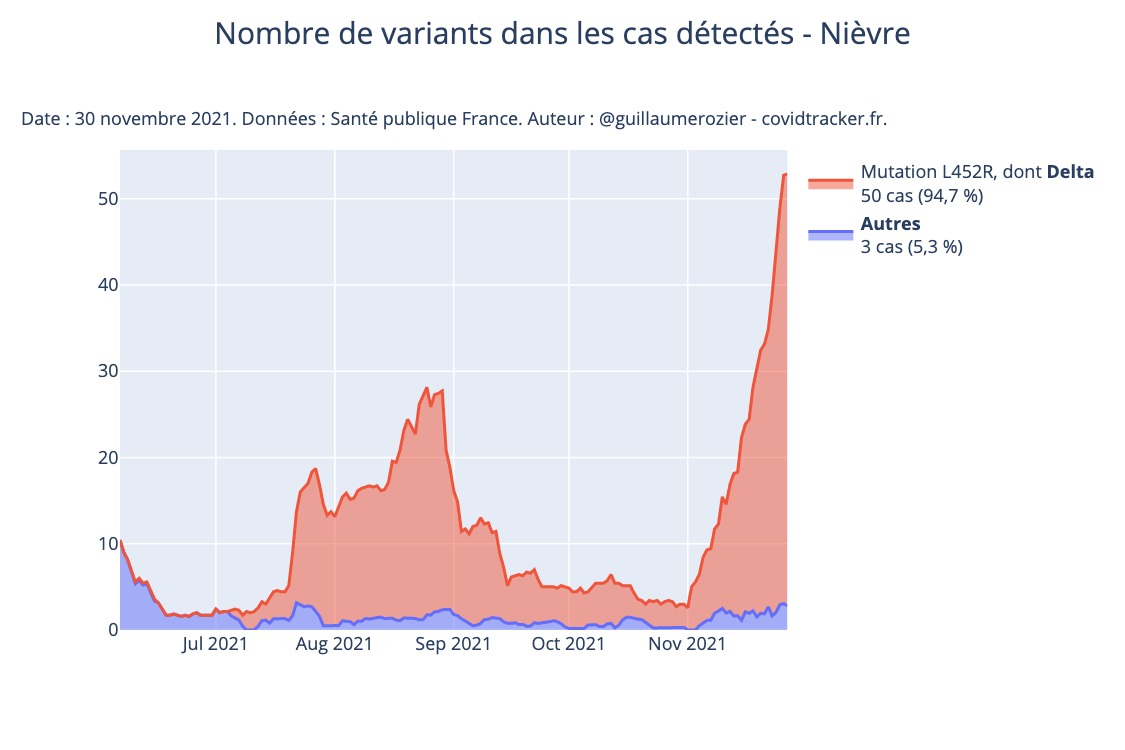 Nombre de variants dans les cas détectés - Nièvre
Date : 30 novembre 2021. Données : Santé publique France. Auteur : @guillaumerozier - covidtracker.fr.
Mutation L452R, dont Delta
50 cas (94,7 %)
Autres
3 cas (5,3 %)
50
40
30
20
10
0
Jul 2021
Aug 2021
Sep 2021
Oct 2021
Nov 2021